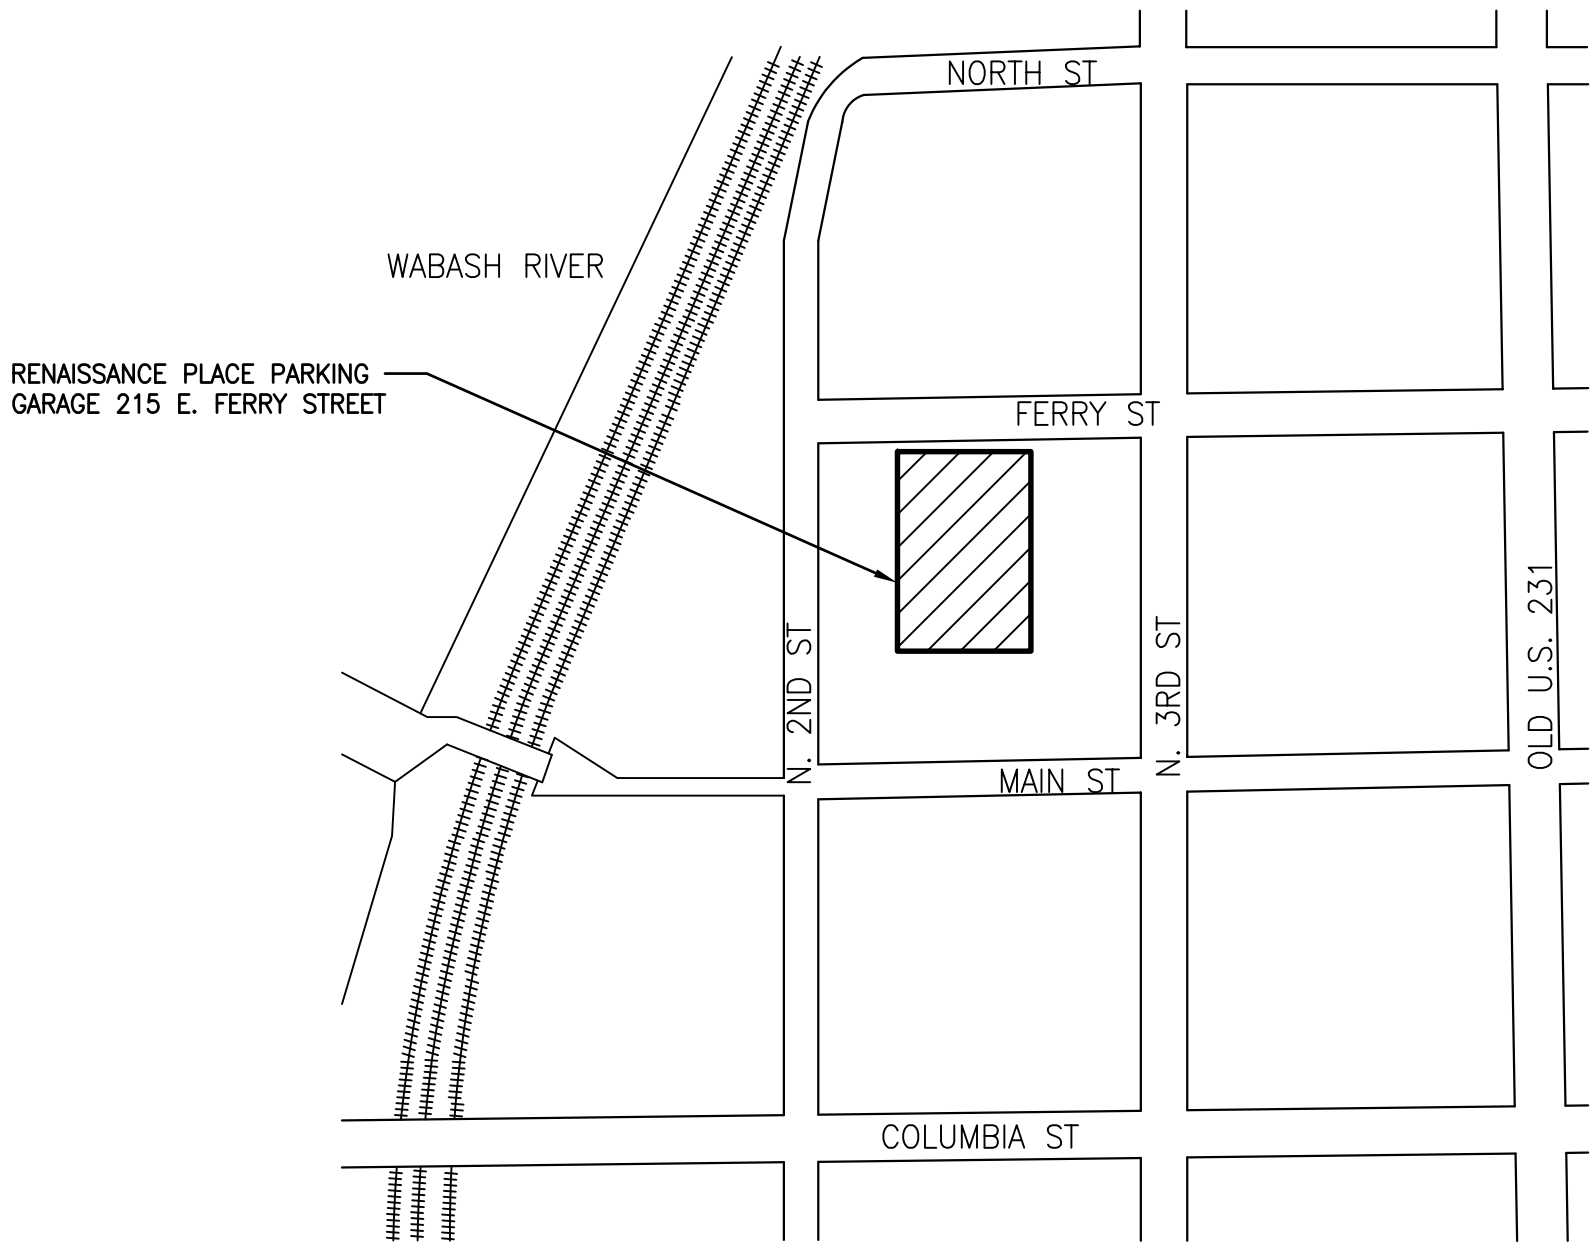 NORTH ST
WABASH RIVER
RENAISSANCE PLACE PARKING
GARAGE 215 E. FERRY STREET
FERRY ST
N. 2ND ST
N. 3RD ST
OLD U.S. 231
MAIN ST
COLUMBIA ST